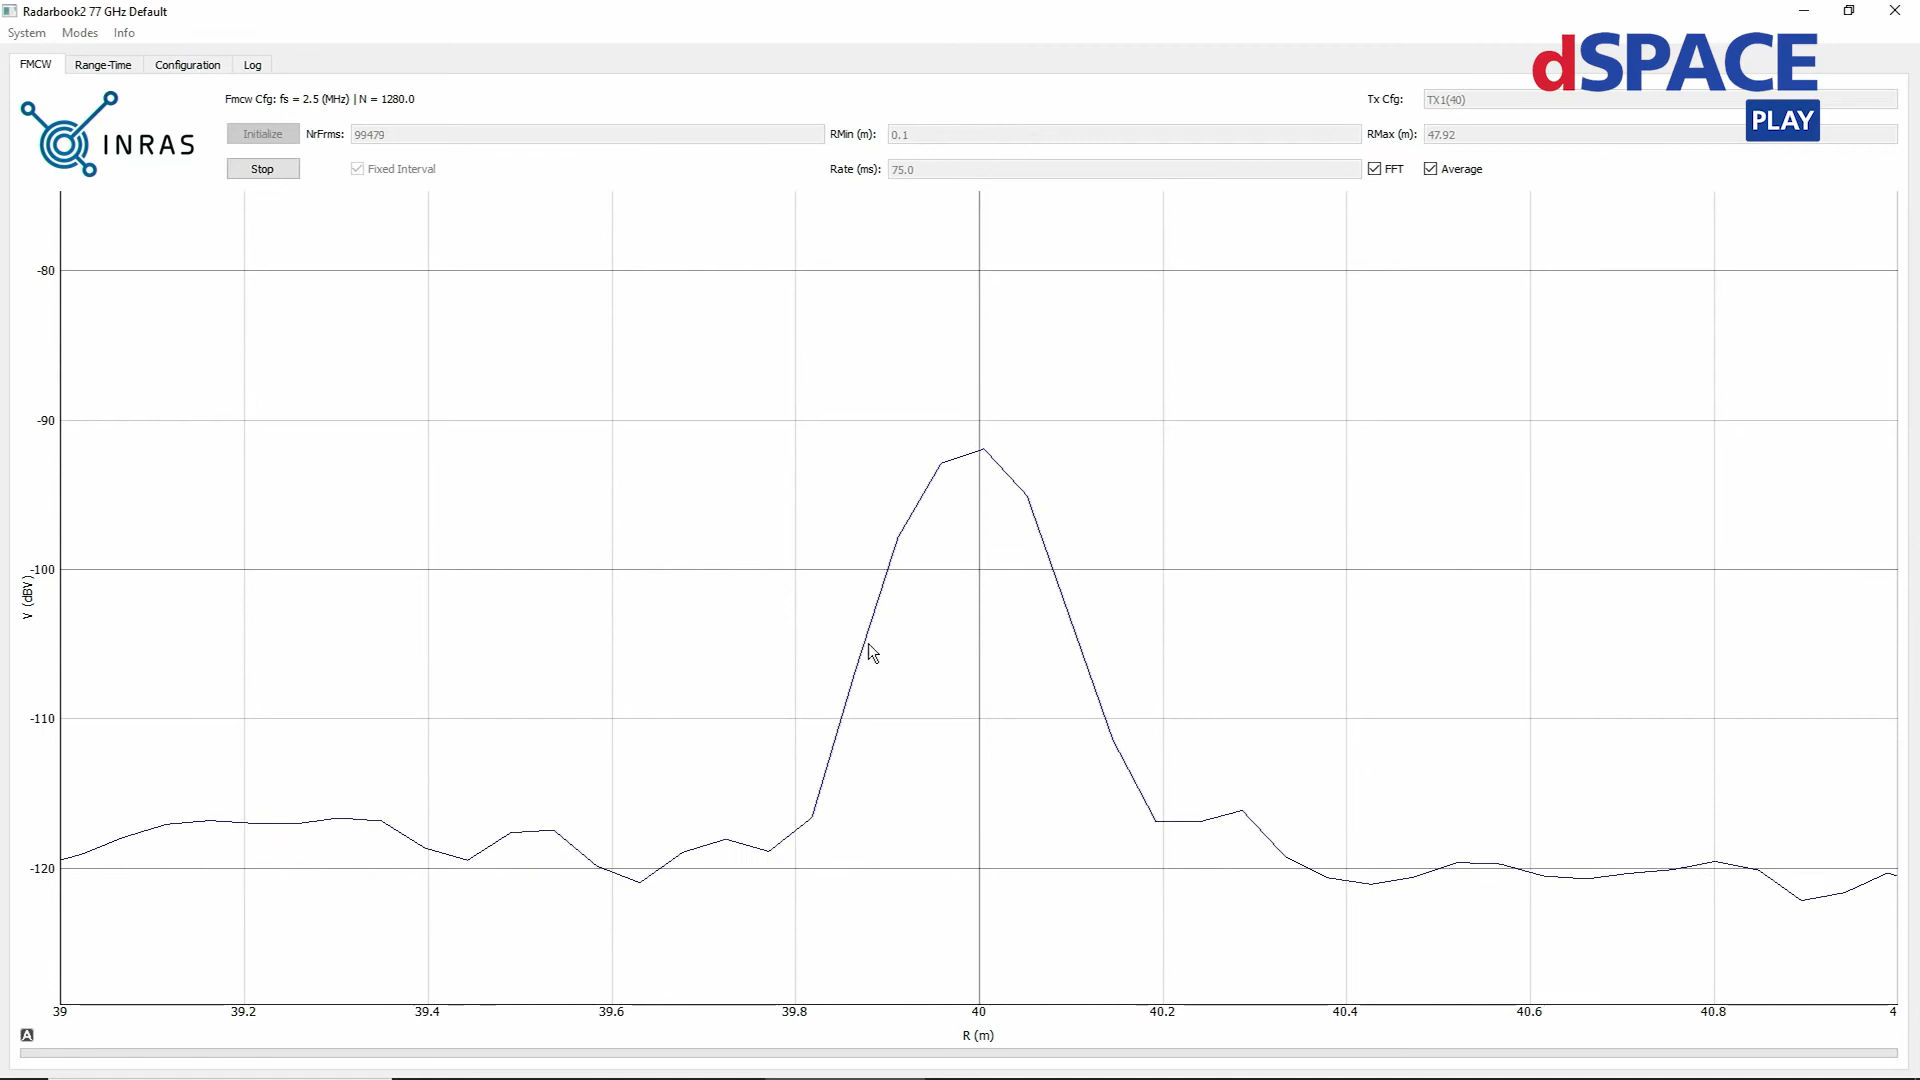 Radarbook2 77 GHz Default
System Modes Info
dSPACE
PLAY
FMCW Range-Time Configuration Log
INRAS
Fmcw Cfg: fs = 2.5 (MHz) | N = 1280.0
Tx Cfg: TX1(40)
Initialize NrFrms: 99479 RMin (m): 0.1 RMax (m): 47.92
Stop Fixed Interval Rate (ms): 75.0 FFT Average
-80
-90
-100
-110
-120
V (dBV)
39 39.2 39.4 39.6 39.8 40 40.2 40.4 40.6 40.8 4
R (m)
A